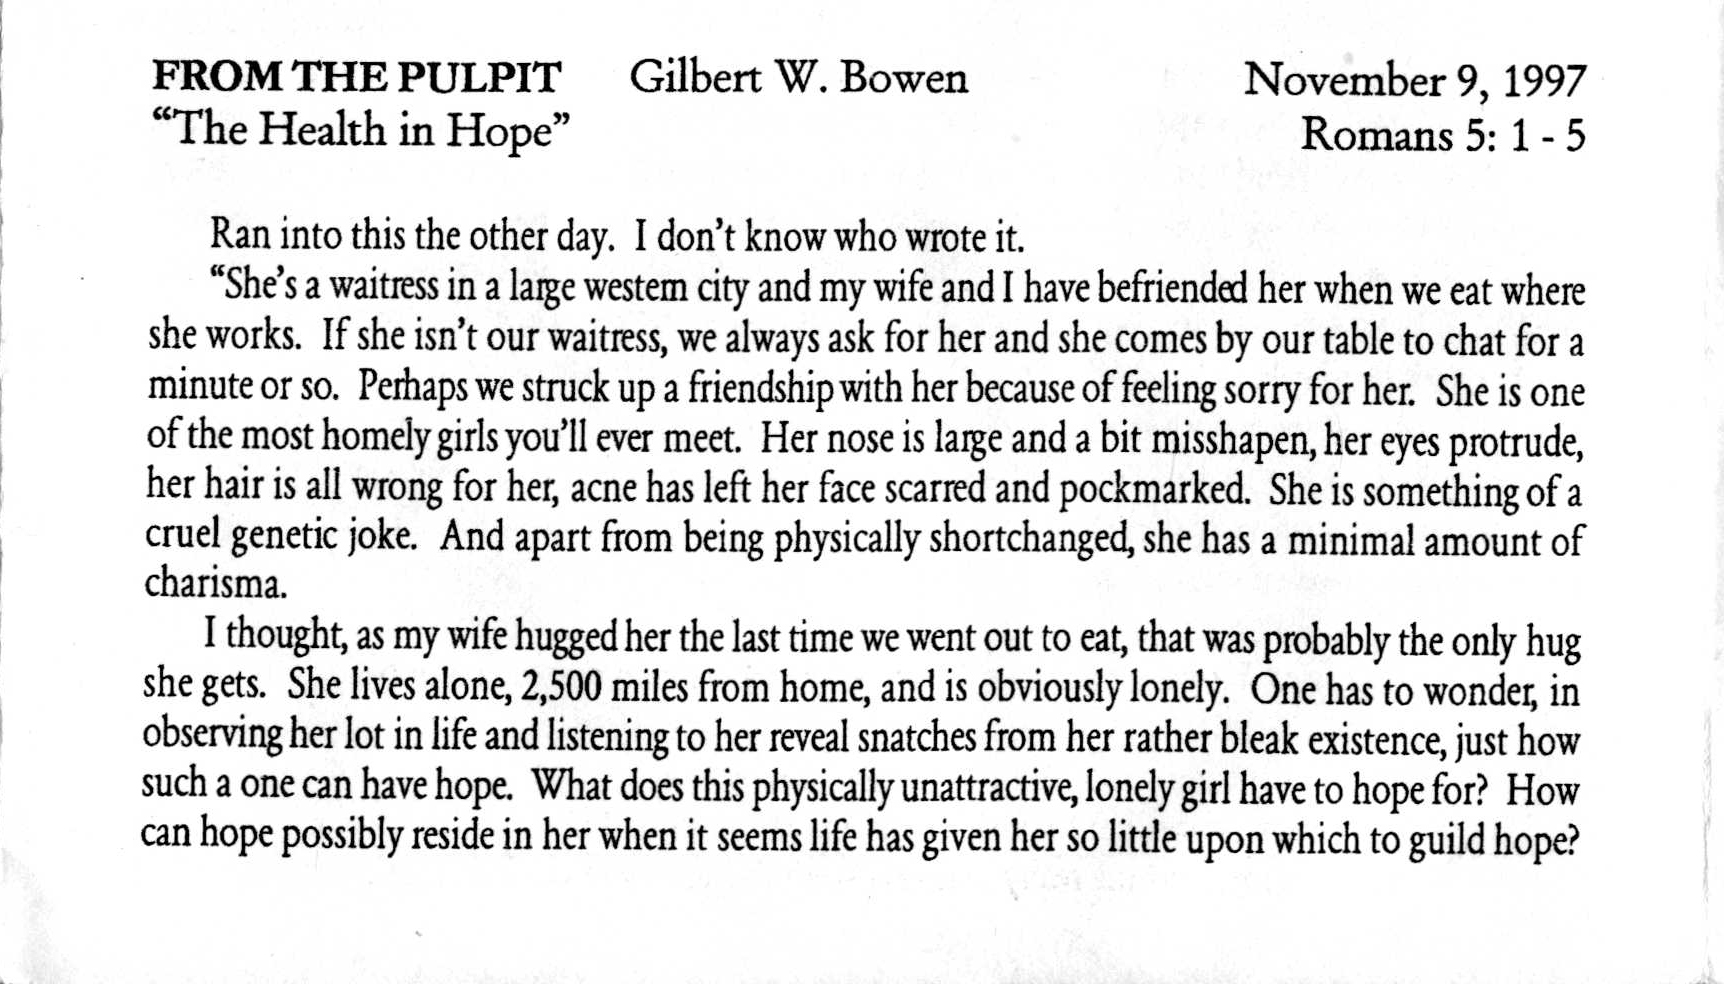 FROM THE PULPIT Gilbert W. Bowen November 9, 1997
“The Health in Hope” Romans 5: 1 - 5
Ran into this the other day. I don’t know who wrote it.
“She’s a waitress in a large western city and my wife and I have befriended her when we eat where
she works. If she isn’t our waitress, we always ask for her and she comes by our table to chat for a
minute or so. Perhaps we struck up a friendship with her because of feeling sorry for her. She is one
of the most homely girls you’ll ever meet. Her nose is large and a bit misshapen, her eyes protrude,
her hair is all wrong for her, acne has left her face scarred and pockmarked. She is something of a
cruel genetic joke. And apart from being physically shortchanged, she has a minimal amount of
charisma.
I thought, as my wife hugged her the last time we went out to eat, that was probably the only hug
she gets. She lives alone, 2,500 miles from home, and is obviously lonely. One has to wonder, in
observing her lot in life and listening to her reveal snatches from her rather bleak existence, just how
such a one can have hope. What does this physically unattractive, lonely girl have to hope for? How
can hope possibly reside in her when it seems life has given her so little upon which to guild hope?